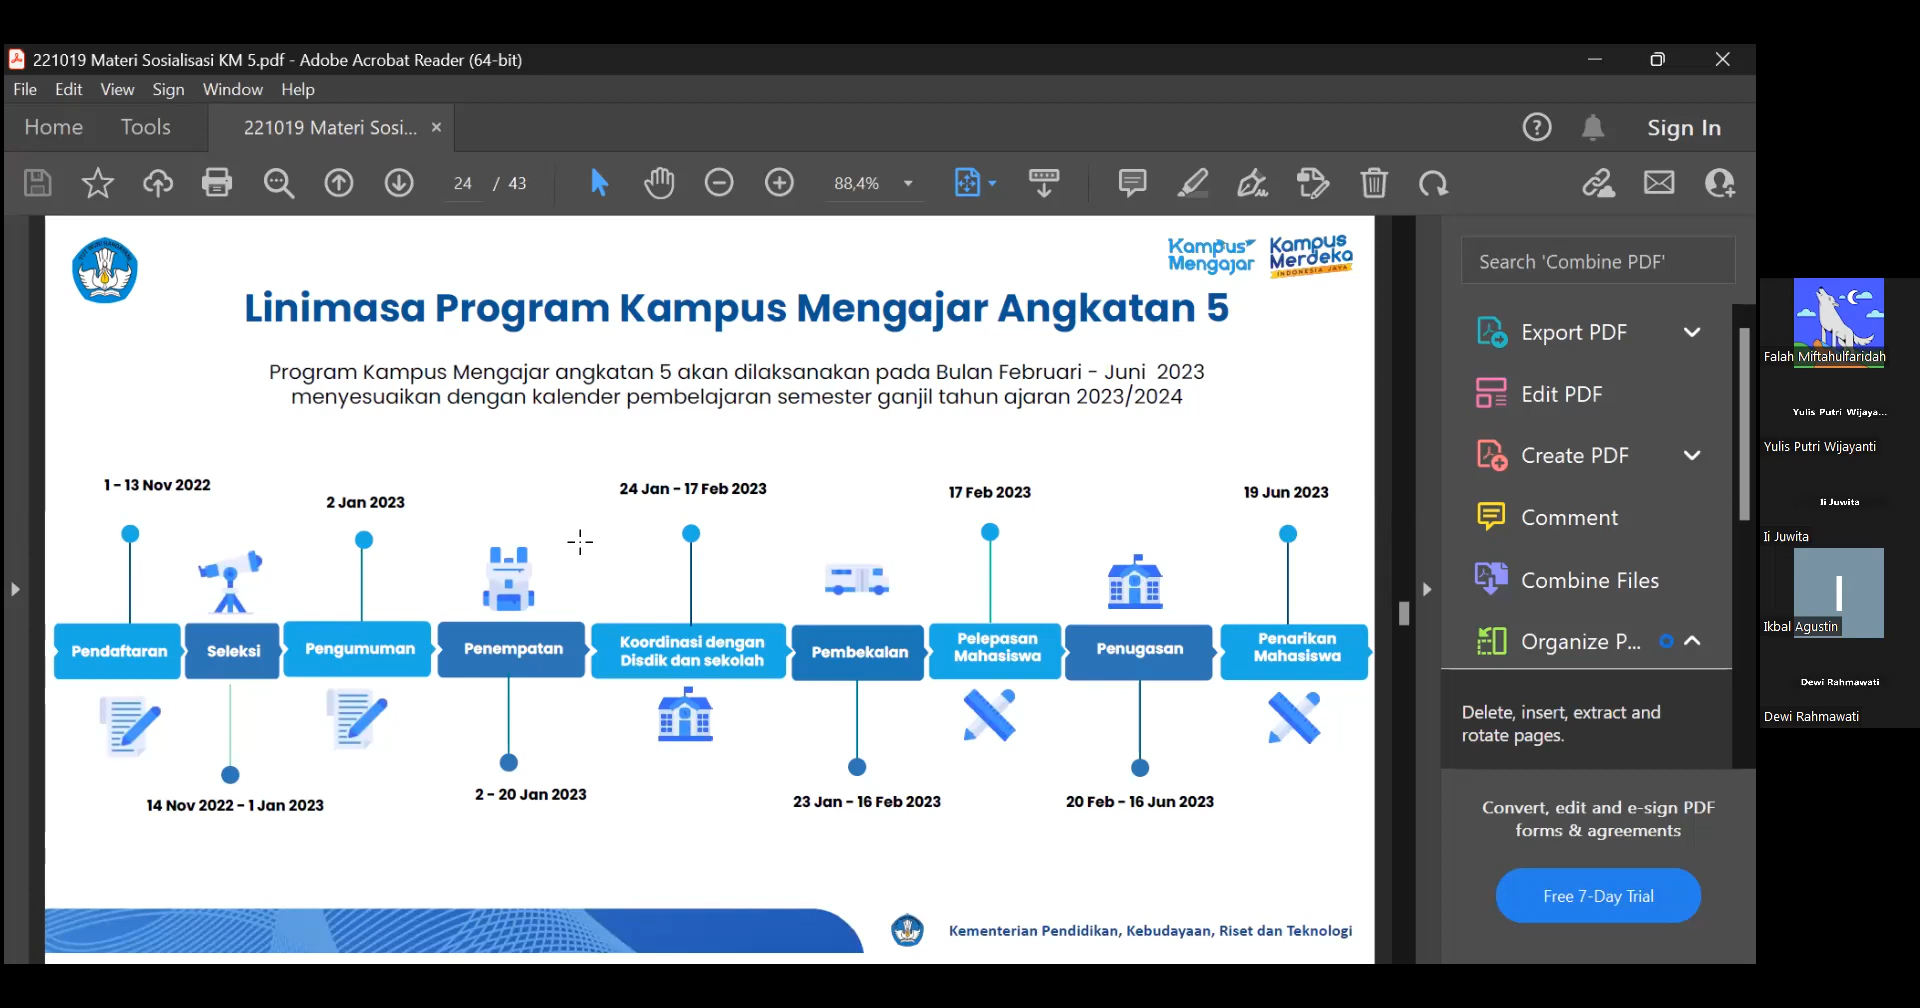 221019 Materi Sosialisasi KM 5.pdf - Adobe Acrobat Reader (64-bit)
File Edit View Sign Window Help
Home Tools 221019 Materi Sosi... × Sign In
24 / 43 88,4%
Kampus Mengajar
Kampus Merdeka
INDONESIA JAYA
Linimasa Program Kampus Mengajar Angkatan 5
Program Kampus Mengajar angkatan 5 akan dilaksanakan pada Bulan Februari - Juni 2023
menyesuaikan dengan kalender pembelajaran semester ganjil tahun ajaran 2023/2024
1 - 13 Nov 2022
2 Jan 2023
24 Jan - 17 Feb 2023
17 Feb 2023
19 Jun 2023
Pendaftaran
Seleksi
Pengumuman
Penempatan
Koordinasi dengan
Disdik dan sekolah
Pembekalan
Pelepasan
Mahasiswa
Penugasan
Penarikan
Mahasiswa
14 Nov 2022 - 1 Jan 2023
2 - 20 Jan 2023
23 Jan - 16 Feb 2023
20 Feb - 16 Jun 2023
Kementerian Pendidikan, Kebudayaan, Riset dan Teknologi
Search 'Combine PDF'
Export PDF
Edit PDF
Create PDF
Comment
Combine Files
Organize P...
Delete, insert, extract and
rotate pages.
Convert, edit and e-sign PDF
forms & agreements
Free 7-Day Trial
Falah Miftahulfaridah
Yulis Putri Wijaya...
Yulis Putri Wijayanti
Ii Juwita
Ii Juwita
I
Ikbal Agustin
Dewi Rahmawati
Dewi Rahmawati